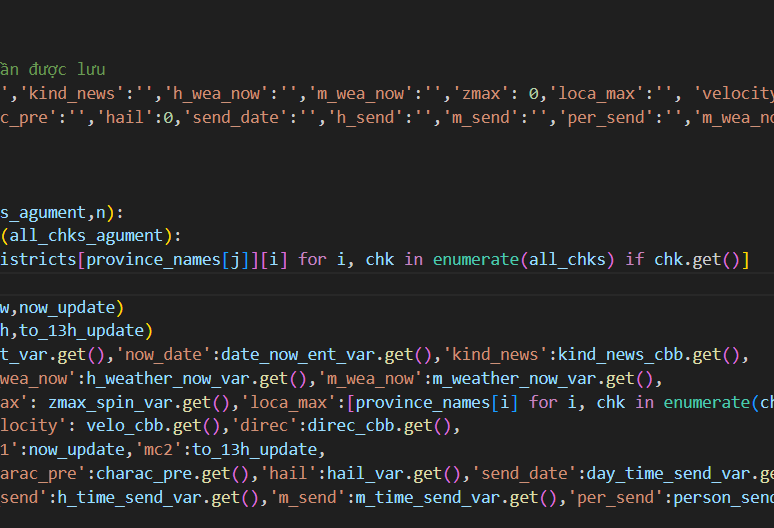 ần được lưu
','kind_news':'','h_wea_now':'','m_wea_now':'','zmax': 0,'loca_max':'', 'velocity
c_pre':'','hail':0,'send_date':'','h_send':'','m_send':'','per_send':'','m_wea_no
s_agument,n):
(all_chks_agument):
istricts[province_names[j]][i] for i, chk in enumerate(all_chks) if chk.get()]
w,now_update)
h,to_13h_update)
t_var.get(),'now_date':date_now_ent_var.get(),'kind_news':kind_news_cbb.get(),
wea_now':h_weather_now_var.get(),'m_wea_now':m_weather_now_var.get(),
ax': zmax_spin_var.get(),'loca_max':[province_names[i] for i, chk in enumerate(ch
locity': velo_cbb.get(),'direc':direc_cbb.get(),
1':now_update,'mc2':to_13h_update,
arac_pre':charac_pre.get(),'hail':hail_var.get(),'send_date':day_time_send_var.ge
send':h_time_send_var.get(),'m_send':m_time_send_var.get(),'per_send':person_send